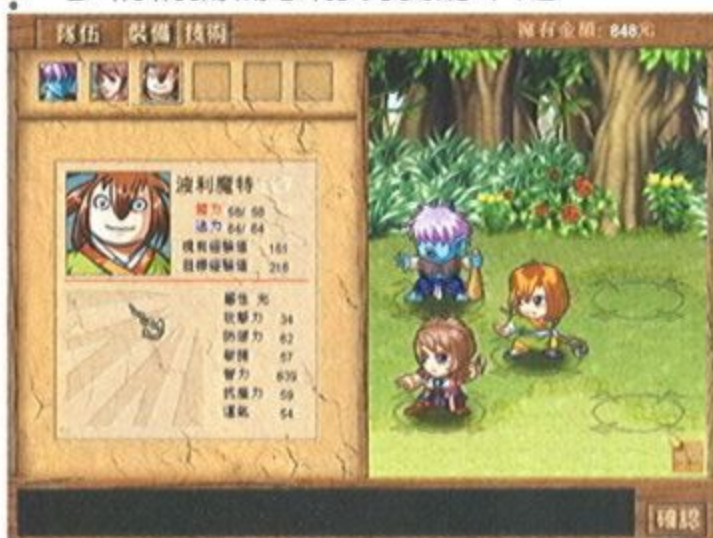 隊伍 裝備 技術
擁有金額: 848元
波利魔特
體力 58/ 58
法力 64/ 64
現有經驗值 161
目標經驗值 216
屬性 光
攻擊力 34
防禦力 62
敏捷 57
智力 639
抗魔力 59
運氣 54
確認